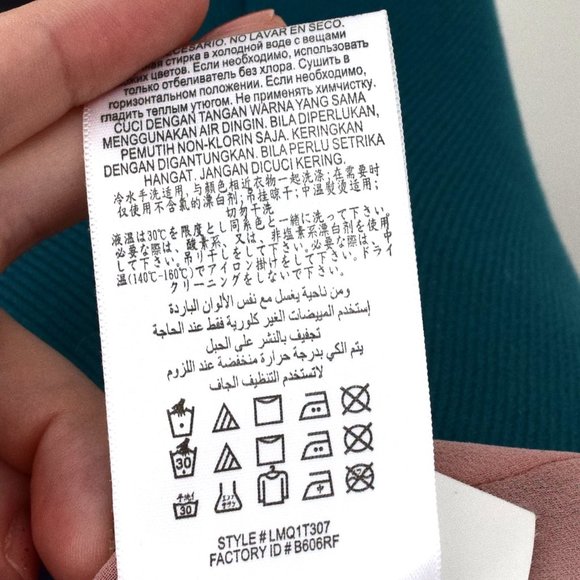 NECESARIO. NO LAVAR EN SECO.
стирка в холодной воде с вещами
цветов. Если необходимо, использовать
только отбеливатель без хлора. Сушить в
горизонтальном положении. Если необходимо,
гладить теплым утюгом. Не применять химчистку.
CUCI DENGAN TANGAN WARNA YANG SAMA
MENGGUNAKAN AIR DINGIN. BILA DIPERLUKAN,
PEMUTIH NON-KLORIN SAJA. KERINGKAN
DENGAN DIGANTUNGKAN. BILA PERLU SETRIKA
HANGAT. JANGAN DICUCI KERING.
冷水手洗适用，与颜色相近衣物一起洗涤；在需要时
仅使用不含氯的漂白剂；吊挂晾干；中温熨烫适用；
切勿干洗
液温は30℃を限度とし同系色と一緒に洗って下さい。
必要な際は、酸素系、又は、非塩素系漂白剤を使用
して下さい。吊り干しをして下さい。必要な際は、中
温(140℃-160℃)でアイロン掛けをして下さい。ドライ
クリーニングをしないで下さい。
ومن ناحية يغسل مع نفس الألوان الباردة
إستخدم المبيضات الغير كلورية فقط عند الحاجة
تجفيف بالنشر على الحبل
يتم الكي بدرجة حرارة منخفضة عند اللزوم
لاتستخدم التنظيف الجاف
30
手洗イ
30
エンソ
サラシ
中
STYLE # LMQ1T307
FACTORY ID # B606RF